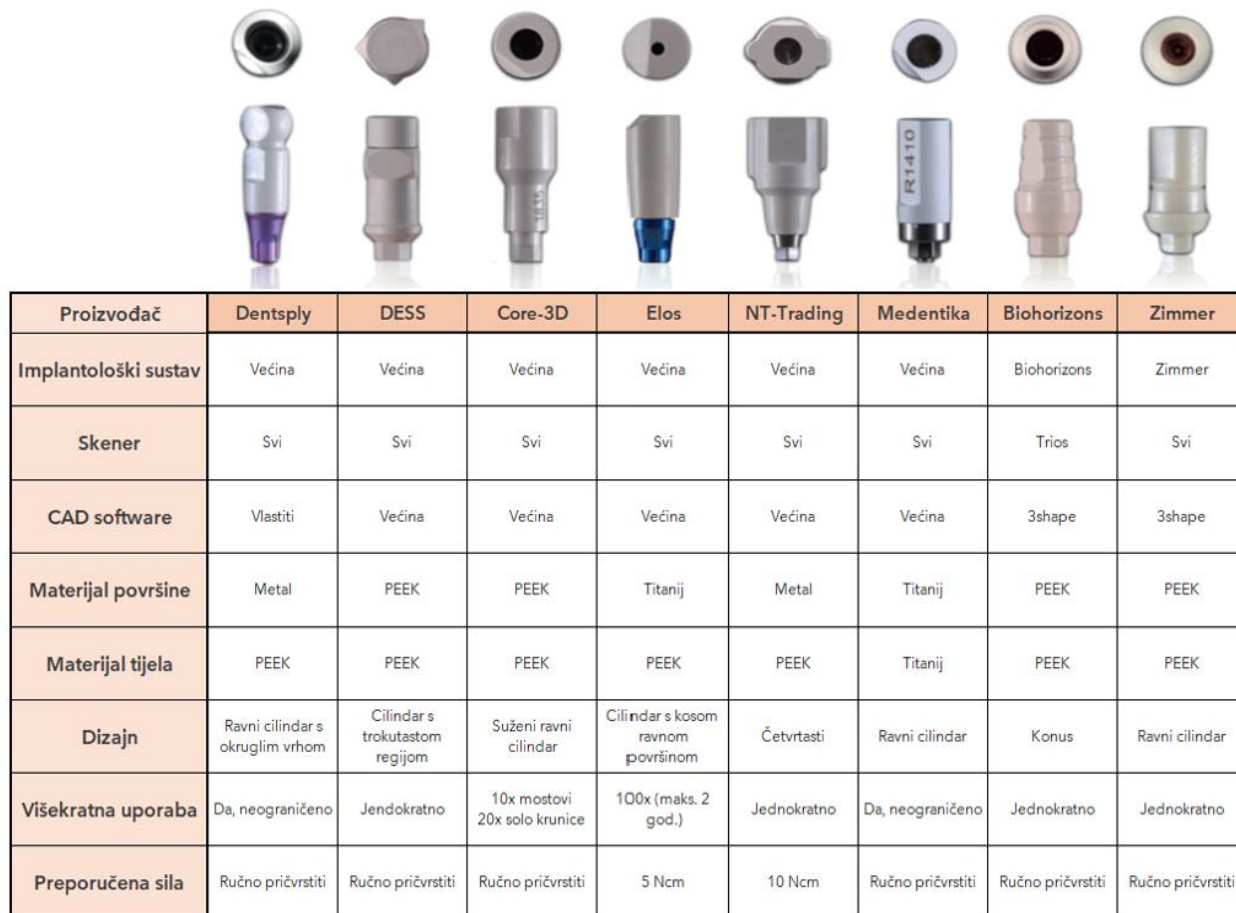 R1410
Proizvođač Dentsply DESS Core-3D Elos NT-Trading Medentika Biohorizons Zimmer
Implantološki sustav Većina Većina Većina Većina Većina Većina Biohorizons Zimmer
Skener Svi Svi Svi Svi Svi Svi Trios Svi
CAD software Vlastiti Većina Većina Većina Većina Većina 3shape 3shape
Materijal površine Metal PEEK PEEK Titanij Metal Titanij PEEK PEEK
Materijal tijela PEEK PEEK PEEK PEEK PEEK Titanij PEEK PEEK
Dizajn Ravni cilindar s okruglim vrhom Cilindar s trokutastom regijom Suženi ravni cilindar Cilindar s kosom ravnom površinom Četvrtasti Ravni cilindar Konus Ravni cilindar
Višekratna uporaba Da, neograničeno Jendokratno 10x mostovi 20x solo krunice 100x (maks. 2 god.) Jednokratno Da, neograničeno Jednokratno Jednokratno
Preporučena sila Ručno pričvrstiti Ručno pričvrstiti Ručno pričvrstiti 5 Ncm 10 Ncm Ručno pričvrstiti Ručno pričvrstiti Ručno pričvrstiti